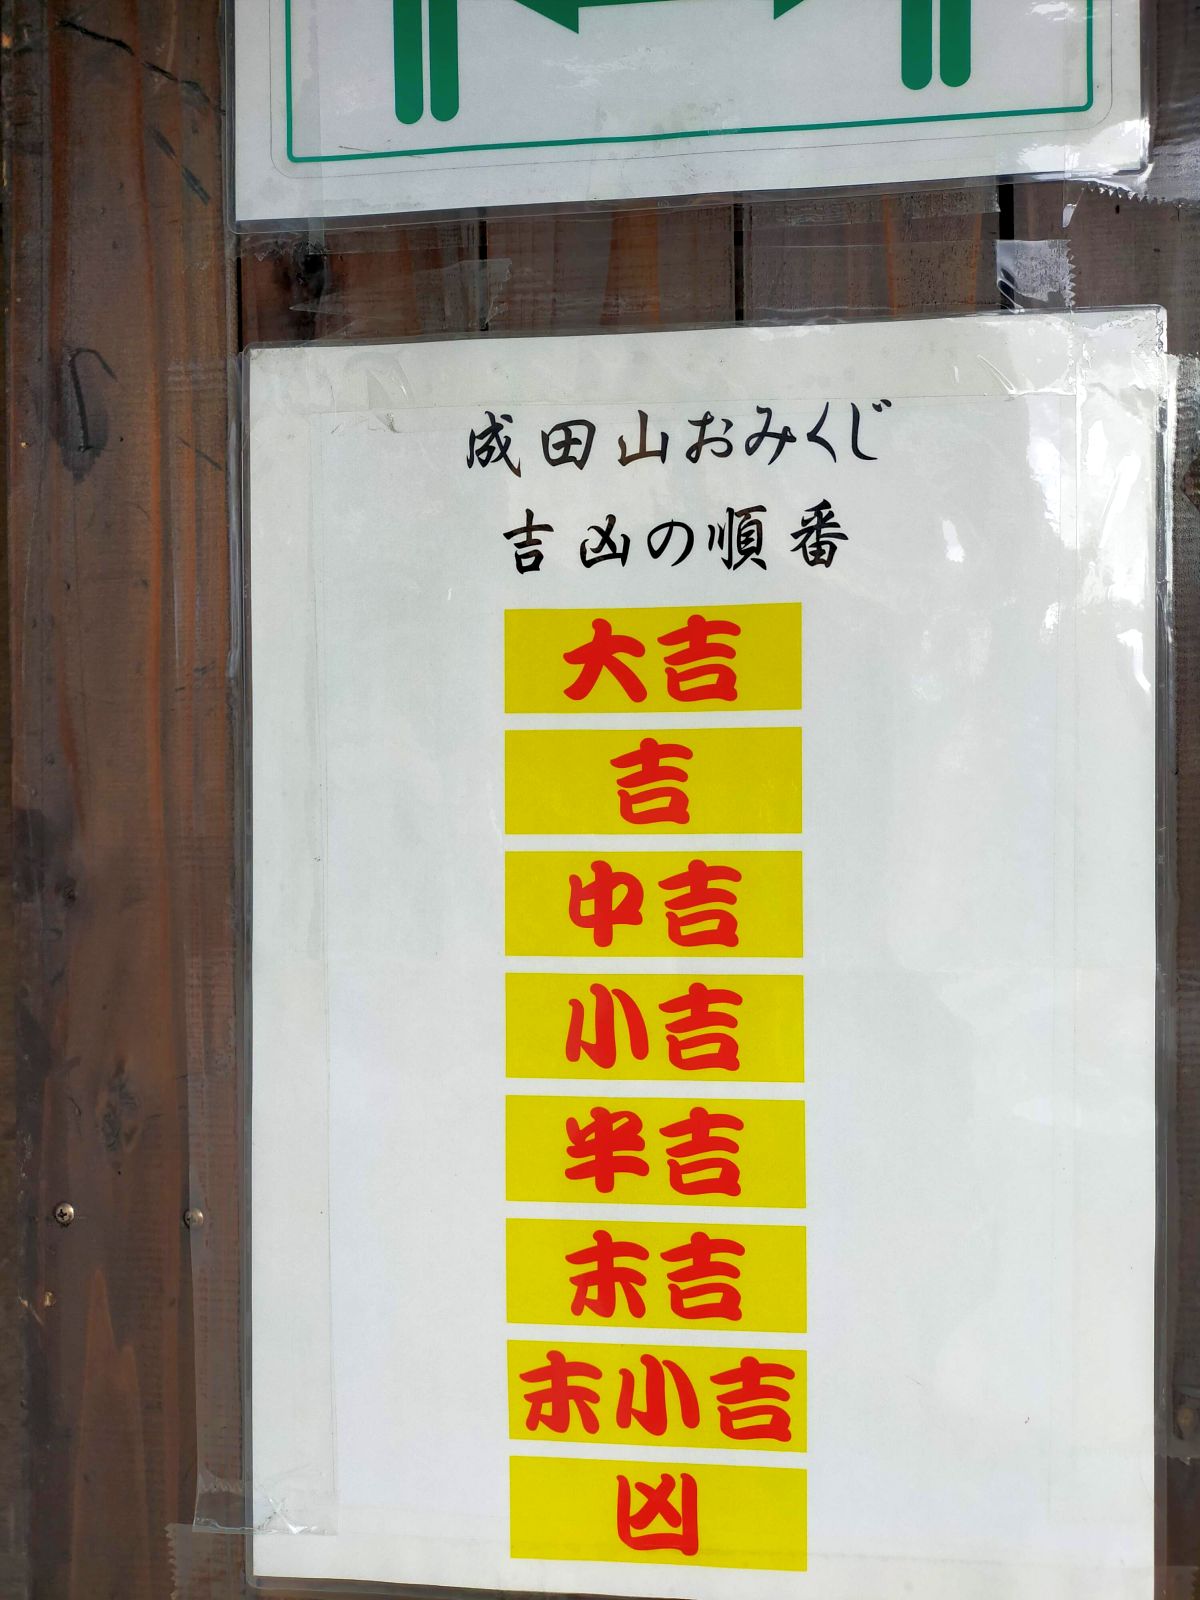 成田山おみくじ
吉凶の順番
大吉
吉
中吉
小吉
半吉
末吉
末小吉
凶